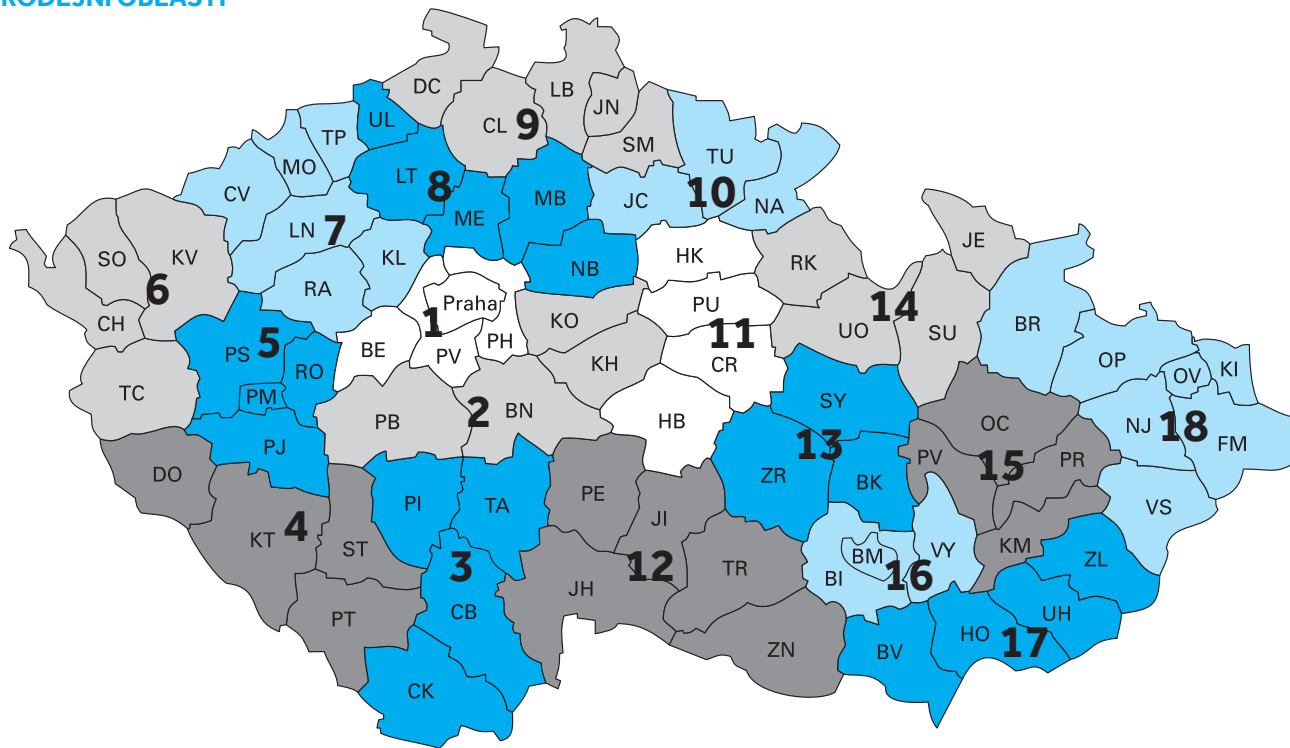 RODEJNÍ OBLASTI
DC
LB
JN
UL
CL
9
TP
SM
MO
TU
LT
8
CV
10
MB
JC
NA
ME
LN
7
KL
HK
JE
SO
KV
NB
RK
6
RA
Praha
PU
14
CH
1
KO
UO
SU
BR
PS
5
BE
PV
PH
11
OP
RO
KH
CR
OV
KI
TC
PM
SY
PB
2
BN
HB
OC
NJ
18
FM
PJ
13
PV
15
PR
DO
ZR
BK
PI
TA
PE
VS
KT
4
ST
JI
KM
3
12
TR
BM
VY
ZL
BI
16
JH
CB
UH
PT
HO
17
ZN
BV
CK